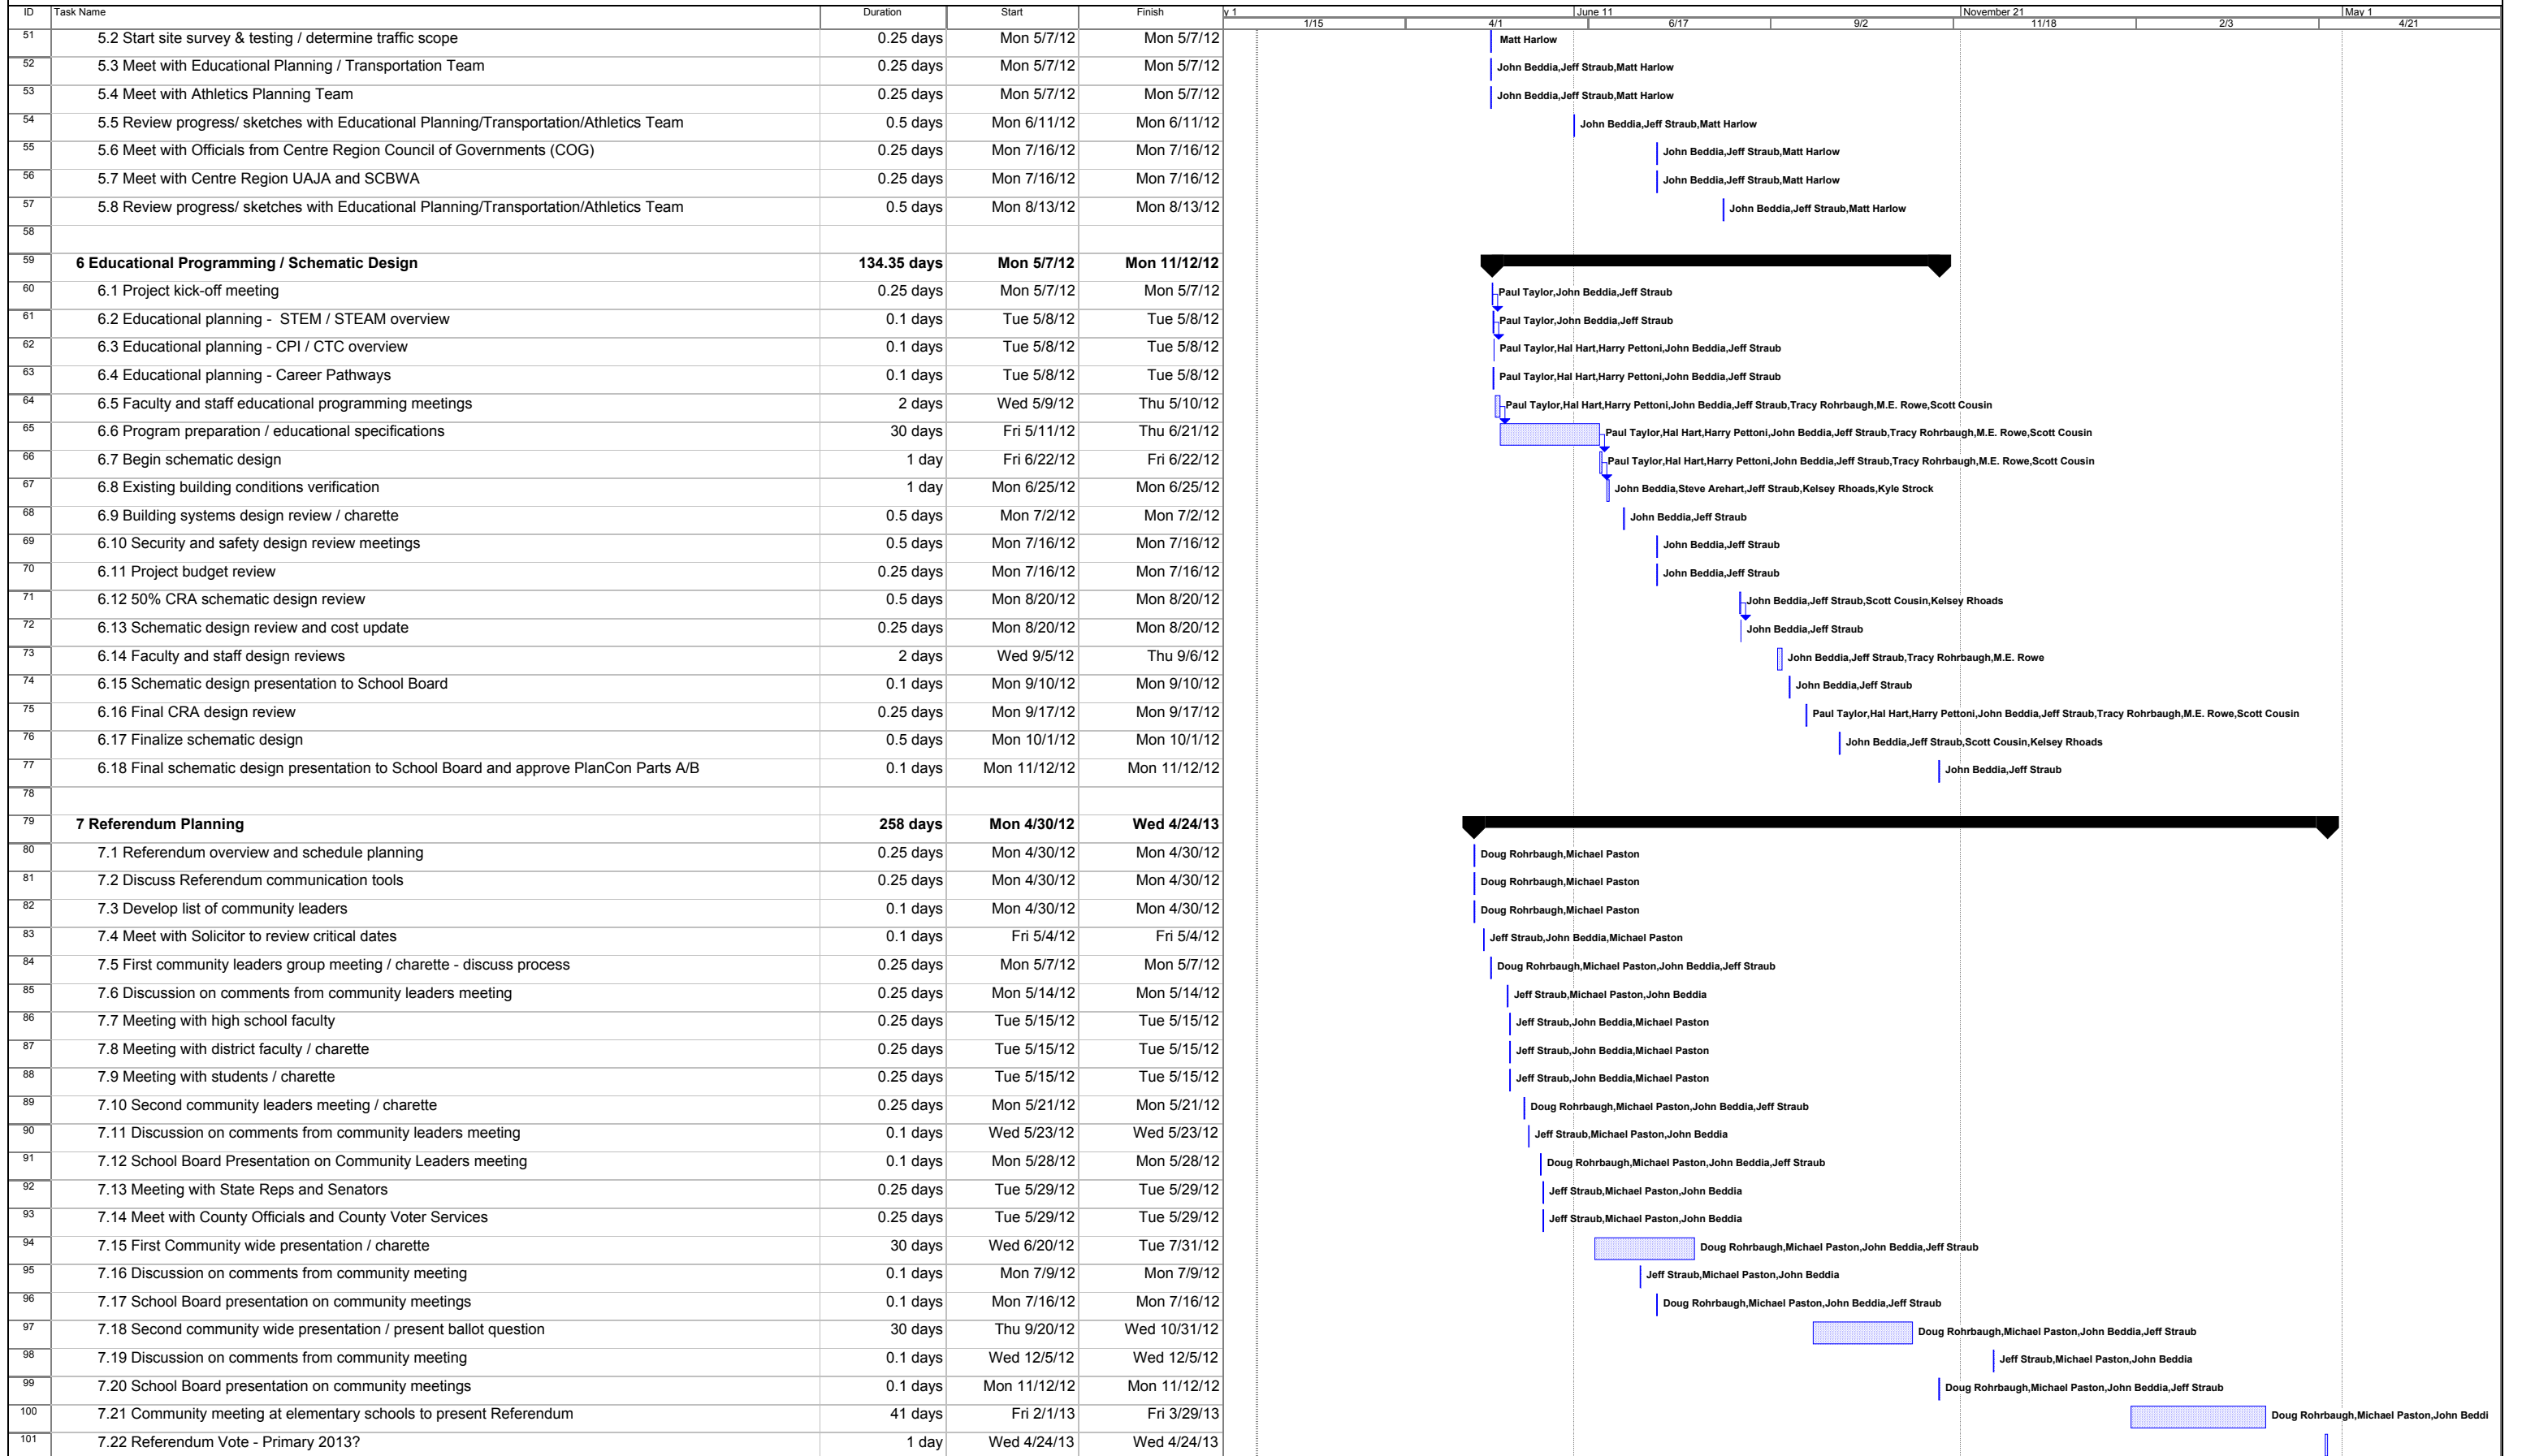 ID Task Name Duration Start Finish y 1 June 11 November 21 May 1
1/15 4/1 6/17 9/2 11/18 2/3 4/21
51 5.2 Start site survey & testing / determine traffic scope 0.25 days Mon 5/7/12 Mon 5/7/12 Matt Harlow
52 5.3 Meet with Educational Planning / Transportation Team 0.25 days Mon 5/7/12 Mon 5/7/12 John Beddia,Jeff Straub,Matt Harlow
53 5.4 Meet with Athletics Planning Team 0.25 days Mon 5/7/12 Mon 5/7/12 John Beddia,Jeff Straub,Matt Harlow
54 5.5 Review progress/ sketches with Educational Planning/Transportation/Athletics Team 0.5 days Mon 6/11/12 Mon 6/11/12 John Beddia,Jeff Straub,Matt Harlow
55 5.6 Meet with Officials from Centre Region Council of Governments (COG) 0.25 days Mon 7/16/12 Mon 7/16/12 John Beddia,Jeff Straub,Matt Harlow
56 5.7 Meet with Centre Region UAJA and SCBWA 0.25 days Mon 7/16/12 Mon 7/16/12 John Beddia,Jeff Straub,Matt Harlow
57 5.8 Review progress/ sketches with Educational Planning/Transportation/Athletics Team 0.5 days Mon 8/13/12 Mon 8/13/12 John Beddia,Jeff Straub,Matt Harlow
58
59 6 Educational Programming / Schematic Design 134.35 days Mon 5/7/12 Mon 11/12/12
60 6.1 Project kick-off meeting 0.25 days Mon 5/7/12 Mon 5/7/12 Paul Taylor,John Beddia,Jeff Straub
61 6.2 Educational planning - STEM / STEAM overview 0.1 days Tue 5/8/12 Tue 5/8/12 Paul Taylor,John Beddia,Jeff Straub
62 6.3 Educational planning - CPI / CTC overview 0.1 days Tue 5/8/12 Tue 5/8/12 Paul Taylor,Hal Hart,Harry Pettoni,John Beddia,Jeff Straub
63 6.4 Educational planning - Career Pathways 0.1 days Tue 5/8/12 Tue 5/8/12 Paul Taylor,Hal Hart,Harry Pettoni,John Beddia,Jeff Straub
64 6.5 Faculty and staff educational programming meetings 2 days Wed 5/9/12 Thu 5/10/12 Paul Taylor,Hal Hart,Harry Pettoni,John Beddia,Jeff Straub,Tracy Rohrbaugh,M.E. Rowe,Scott Cousin
65 6.6 Program preparation / educational specifications 30 days Fri 5/11/12 Thu 6/21/12 Paul Taylor,Hal Hart,Harry Pettoni,John Beddia,Jeff Straub,Tracy Rohrbaugh,M.E. Rowe,Scott Cousin
66 6.7 Begin schematic design 1 day Fri 6/22/12 Fri 6/22/12 Paul Taylor,Hal Hart,Harry Pettoni,John Beddia,Jeff Straub,Tracy Rohrbaugh,M.E. Rowe,Scott Cousin
67 6.8 Existing building conditions verification 1 day Mon 6/25/12 Mon 6/25/12 John Beddia,Steve Arehart,Jeff Straub,Kelsey Rhoads,Kyle Strock
68 6.9 Building systems design review / charette 0.5 days Mon 7/2/12 Mon 7/2/12 John Beddia,Jeff Straub
69 6.10 Security and safety design review meetings 0.5 days Mon 7/16/12 Mon 7/16/12 John Beddia,Jeff Straub
70 6.11 Project budget review 0.25 days Mon 7/16/12 Mon 7/16/12 John Beddia,Jeff Straub
71 6.12 50% CRA schematic design review 0.5 days Mon 8/20/12 Mon 8/20/12 John Beddia,Jeff Straub,Scott Cousin,Kelsey Rhoads
72 6.13 Schematic design review and cost update 0.25 days Mon 8/20/12 Mon 8/20/12 John Beddia,Jeff Straub
73 6.14 Faculty and staff design reviews 2 days Wed 9/5/12 Thu 9/6/12 John Beddia,Jeff Straub,Tracy Rohrbaugh,M.E. Rowe
74 6.15 Schematic design presentation to School Board 0.1 days Mon 9/10/12 Mon 9/10/12 John Beddia,Jeff Straub
75 6.16 Final CRA design review 0.25 days Mon 9/17/12 Mon 9/17/12 Paul Taylor,Hal Hart,Harry Pettoni,John Beddia,Jeff Straub,Tracy Rohrbaugh,M.E. Rowe,Scott Cousin
76 6.17 Finalize schematic design 0.5 days Mon 10/1/12 Mon 10/1/12 John Beddia,Jeff Straub,Scott Cousin,Kelsey Rhoads
77 6.18 Final schematic design presentation to School Board and approve PlanCon Parts A/B 0.1 days Mon 11/12/12 Mon 11/12/12 John Beddia,Jeff Straub
78
79 7 Referendum Planning 258 days Mon 4/30/12 Wed 4/24/13
80 7.1 Referendum overview and schedule planning 0.25 days Mon 4/30/12 Mon 4/30/12 Doug Rohrbaugh,Michael Paston
81 7.2 Discuss Referendum communication tools 0.25 days Mon 4/30/12 Mon 4/30/12 Doug Rohrbaugh,Michael Paston
82 7.3 Develop list of community leaders 0.1 days Mon 4/30/12 Mon 4/30/12 Doug Rohrbaugh,Michael Paston
83 7.4 Meet with Solicitor to review critical dates 0.1 days Fri 5/4/12 Fri 5/4/12 Jeff Straub,John Beddia,Michael Paston
84 7.5 First community leaders group meeting / charette - discuss process 0.25 days Mon 5/7/12 Mon 5/7/12 Doug Rohrbaugh,Michael Paston,John Beddia,Jeff Straub
85 7.6 Discussion on comments from community leaders meeting 0.25 days Mon 5/14/12 Mon 5/14/12 Jeff Straub,Michael Paston,John Beddia
86 7.7 Meeting with high school faculty 0.25 days Tue 5/15/12 Tue 5/15/12 Jeff Straub,John Beddia,Michael Paston
87 7.8 Meeting with district faculty / charette 0.25 days Tue 5/15/12 Tue 5/15/12 Jeff Straub,John Beddia,Michael Paston
88 7.9 Meeting with students / charette 0.25 days Tue 5/15/12 Tue 5/15/12 Jeff Straub,John Beddia,Michael Paston
89 7.10 Second community leaders meeting / charette 0.25 days Mon 5/21/12 Mon 5/21/12 Doug Rohrbaugh,Michael Paston,John Beddia,Jeff Straub
90 7.11 Discussion on comments from community leaders meeting 0.1 days Wed 5/23/12 Wed 5/23/12 Jeff Straub,Michael Paston,John Beddia
91 7.12 School Board Presentation on Community Leaders meeting 0.1 days Mon 5/28/12 Mon 5/28/12 Doug Rohrbaugh,Michael Paston,John Beddia,Jeff Straub
92 7.13 Meeting with State Reps and Senators 0.25 days Tue 5/29/12 Tue 5/29/12 Jeff Straub,Michael Paston,John Beddia
93 7.14 Meet with County Officials and County Voter Services 0.25 days Tue 5/29/12 Tue 5/29/12 Jeff Straub,Michael Paston,John Beddia
94 7.15 First Community wide presentation / charette 30 days Wed 6/20/12 Tue 7/31/12 Doug Rohrbaugh,Michael Paston,John Beddia,Jeff Straub
95 7.16 Discussion on comments from community meeting 0.1 days Mon 7/9/12 Mon 7/9/12 Jeff Straub,Michael Paston,John Beddia
96 7.17 School Board presentation on community meetings 0.1 days Mon 7/16/12 Mon 7/16/12 Doug Rohrbaugh,Michael Paston,John Beddia,Jeff Straub
97 7.18 Second community wide presentation / present ballot question 30 days Thu 9/20/12 Wed 10/31/12 Doug Rohrbaugh,Michael Paston,John Beddia,Jeff Straub
98 7.19 Discussion on comments from community meeting 0.1 days Wed 12/5/12 Wed 12/5/12 Jeff Straub,Michael Paston,John Beddia
99 7.20 School Board presentation on community meetings 0.1 days Mon 11/12/12 Mon 11/12/12 Doug Rohrbaugh,Michael Paston,John Beddia,Jeff Straub
100 7.21 Community meeting at elementary schools to present Referendum 41 days Fri 2/1/13 Fri 3/29/13 Doug Rohrbaugh,Michael Paston,John Beddi
101 7.22 Referendum Vote - Primary 2013? 1 day Wed 4/24/13 Wed 4/24/13